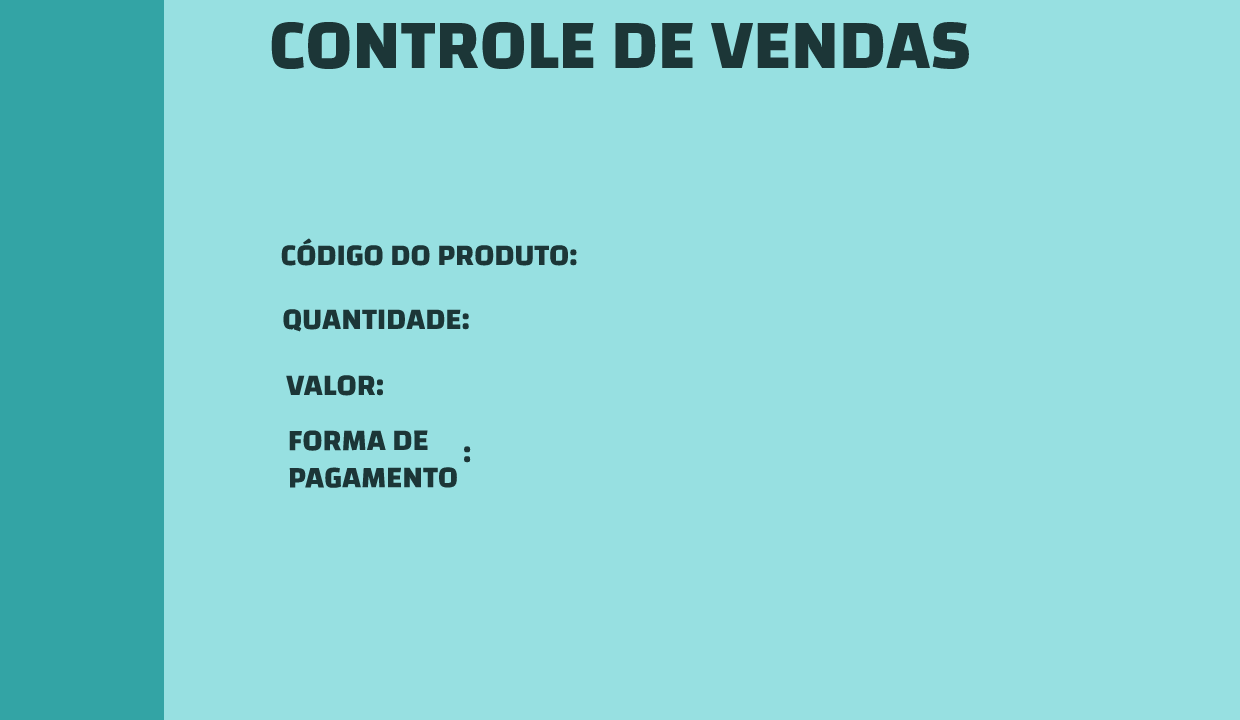 CONTROLE DE VENDAS
CÓDIGO DO PRODUTO:
QUANTIDADE:
VALOR:
FORMA DE
PAGAMENTO :